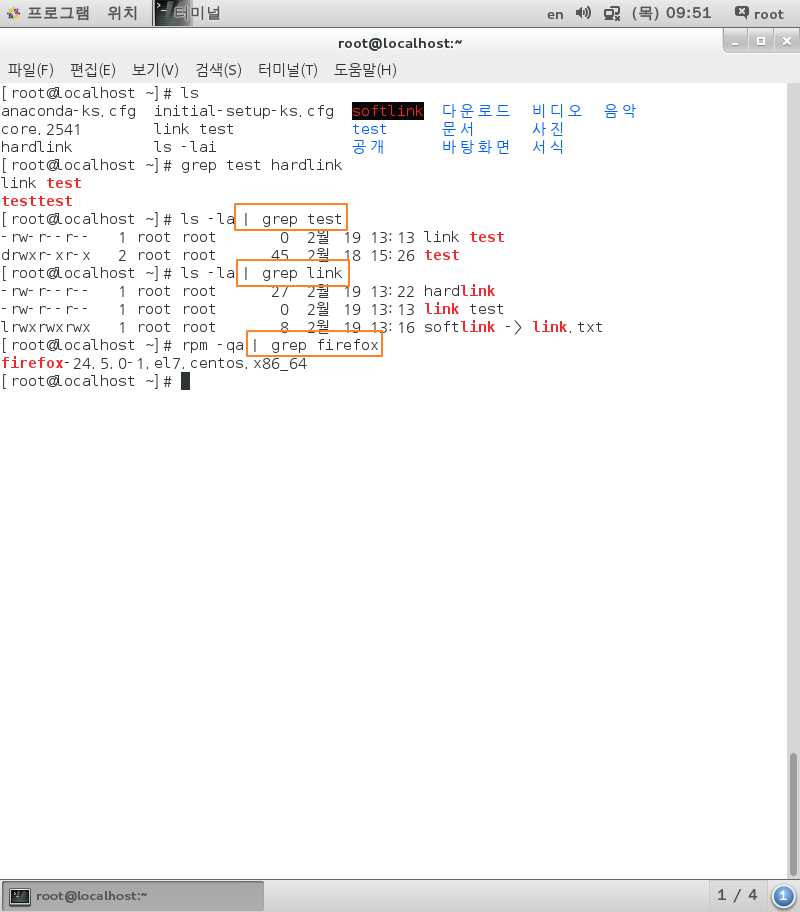 프로그램 위치 터미널 en (목) 09:51 root
root@localhost:~
파일(F) 편집(E) 보기(V) 검색(S) 터미널(T) 도움말(H)
[root@localhost ~]# ls
anaconda-ks.cfg initial-setup-ks.cfg softlink 다운로드 비디오 음악
core.2541 link test test 문서 사진
hardlink ls -lai 공개 바탕화면 서식
[root@localhost ~]# grep test hardlink
link test
testtest
[root@localhost ~]# ls -la | grep test
-rw-r--r-- 1 root root 0 2월 19 13:13 link test
drwxr-xr-x 2 root root 45 2월 18 15:26 test
[root@localhost ~]# ls -la | grep link
-rw-r--r-- 1 root root 27 2월 19 13:22 hardlink
-rw-r--r-- 1 root root 0 2월 19 13:13 link test
lrwxrwxrwx 1 root root 8 2월 19 13:16 softlink -> link.txt
[root@localhost ~]# rpm -qa | grep firefox
firefox-24.5.0-1.el7.centos.x86_64
[root@localhost ~]#
root@localhost:~ 1 / 4 1